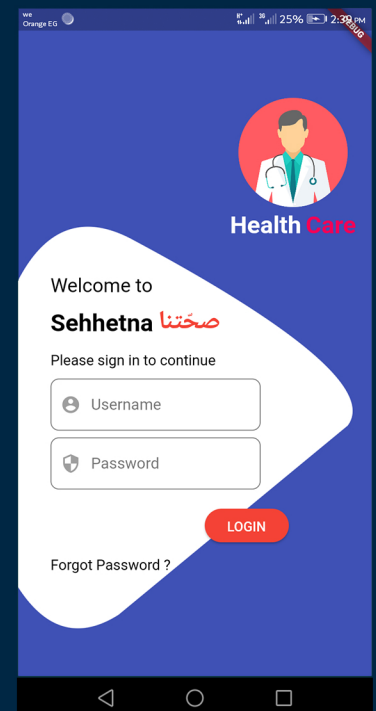 we
Orange EG
H+ 3G 25% 2:39 PM
DEBUG
Health Care
Welcome to
Sehhetna صحّتنا
Please sign in to continue
Username
Password
LOGIN
Forgot Password ?